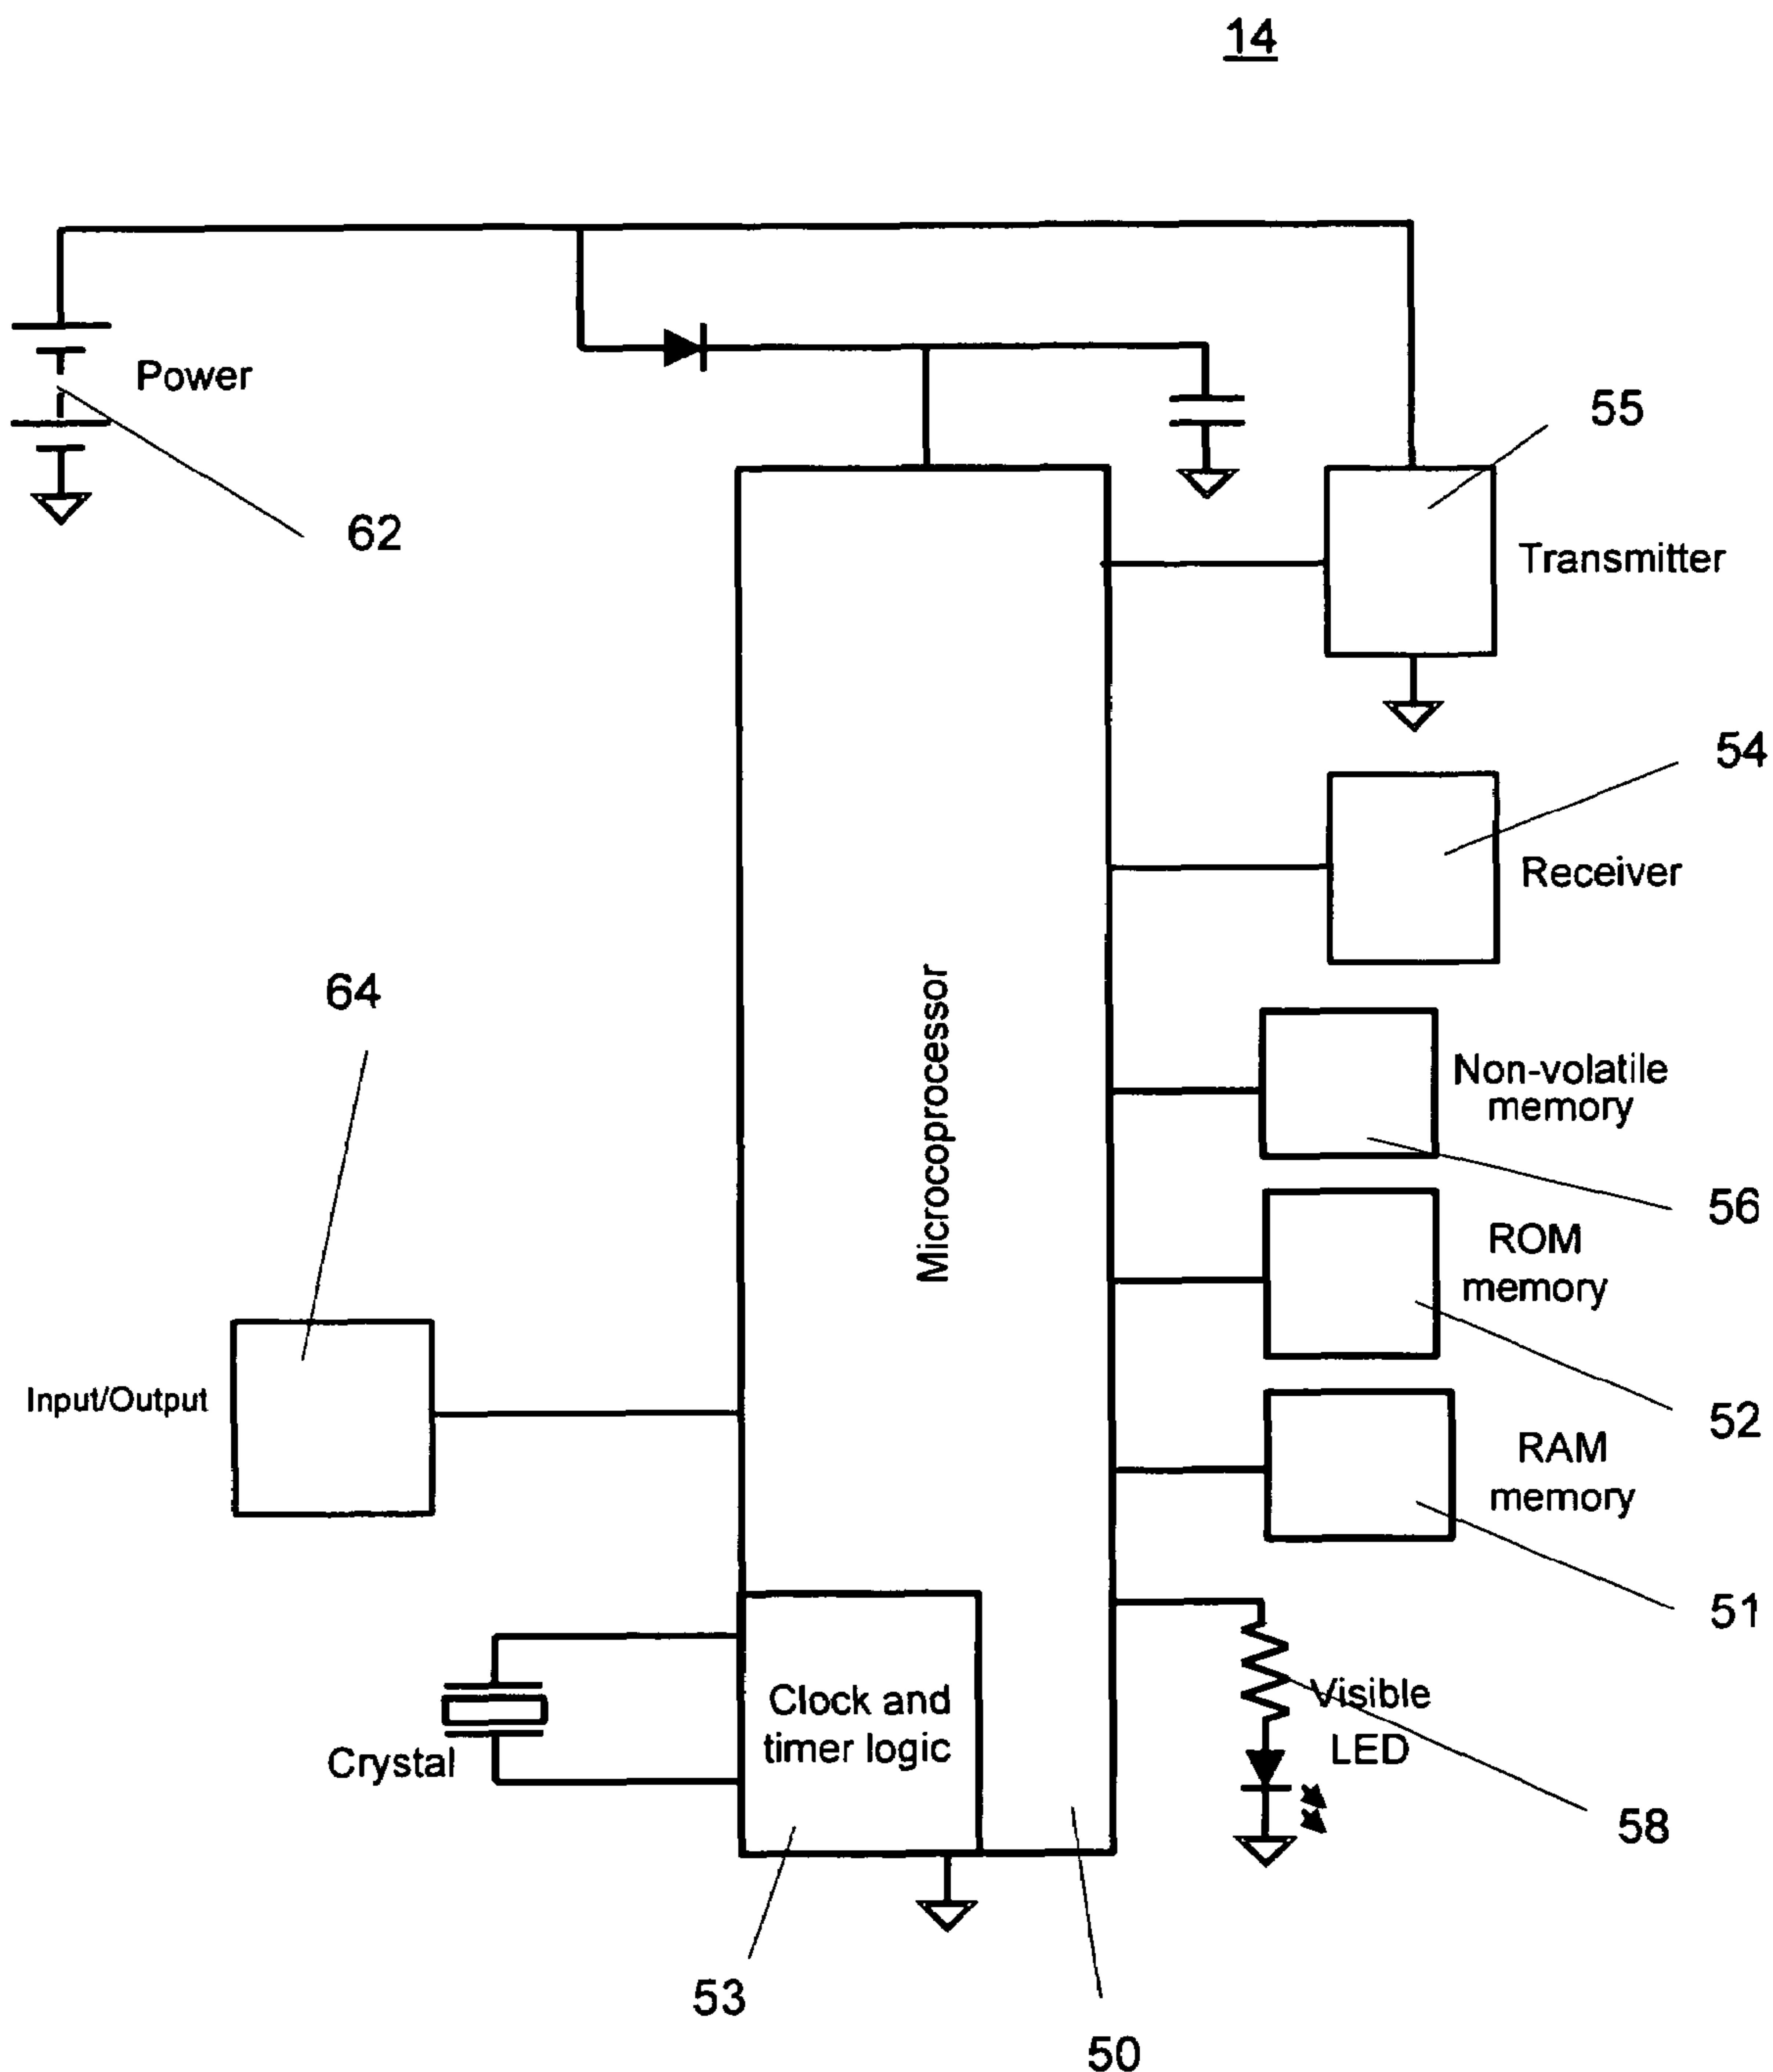 14
Power
55
62
Transmitter
54
Receiver
64
Microcoprocessor
Non-volatile
memory
56
ROM
memory
52
Input/Output
RAM
memory
51
Clock and
timer logic
Visible
LED
Crystal
58
53
50